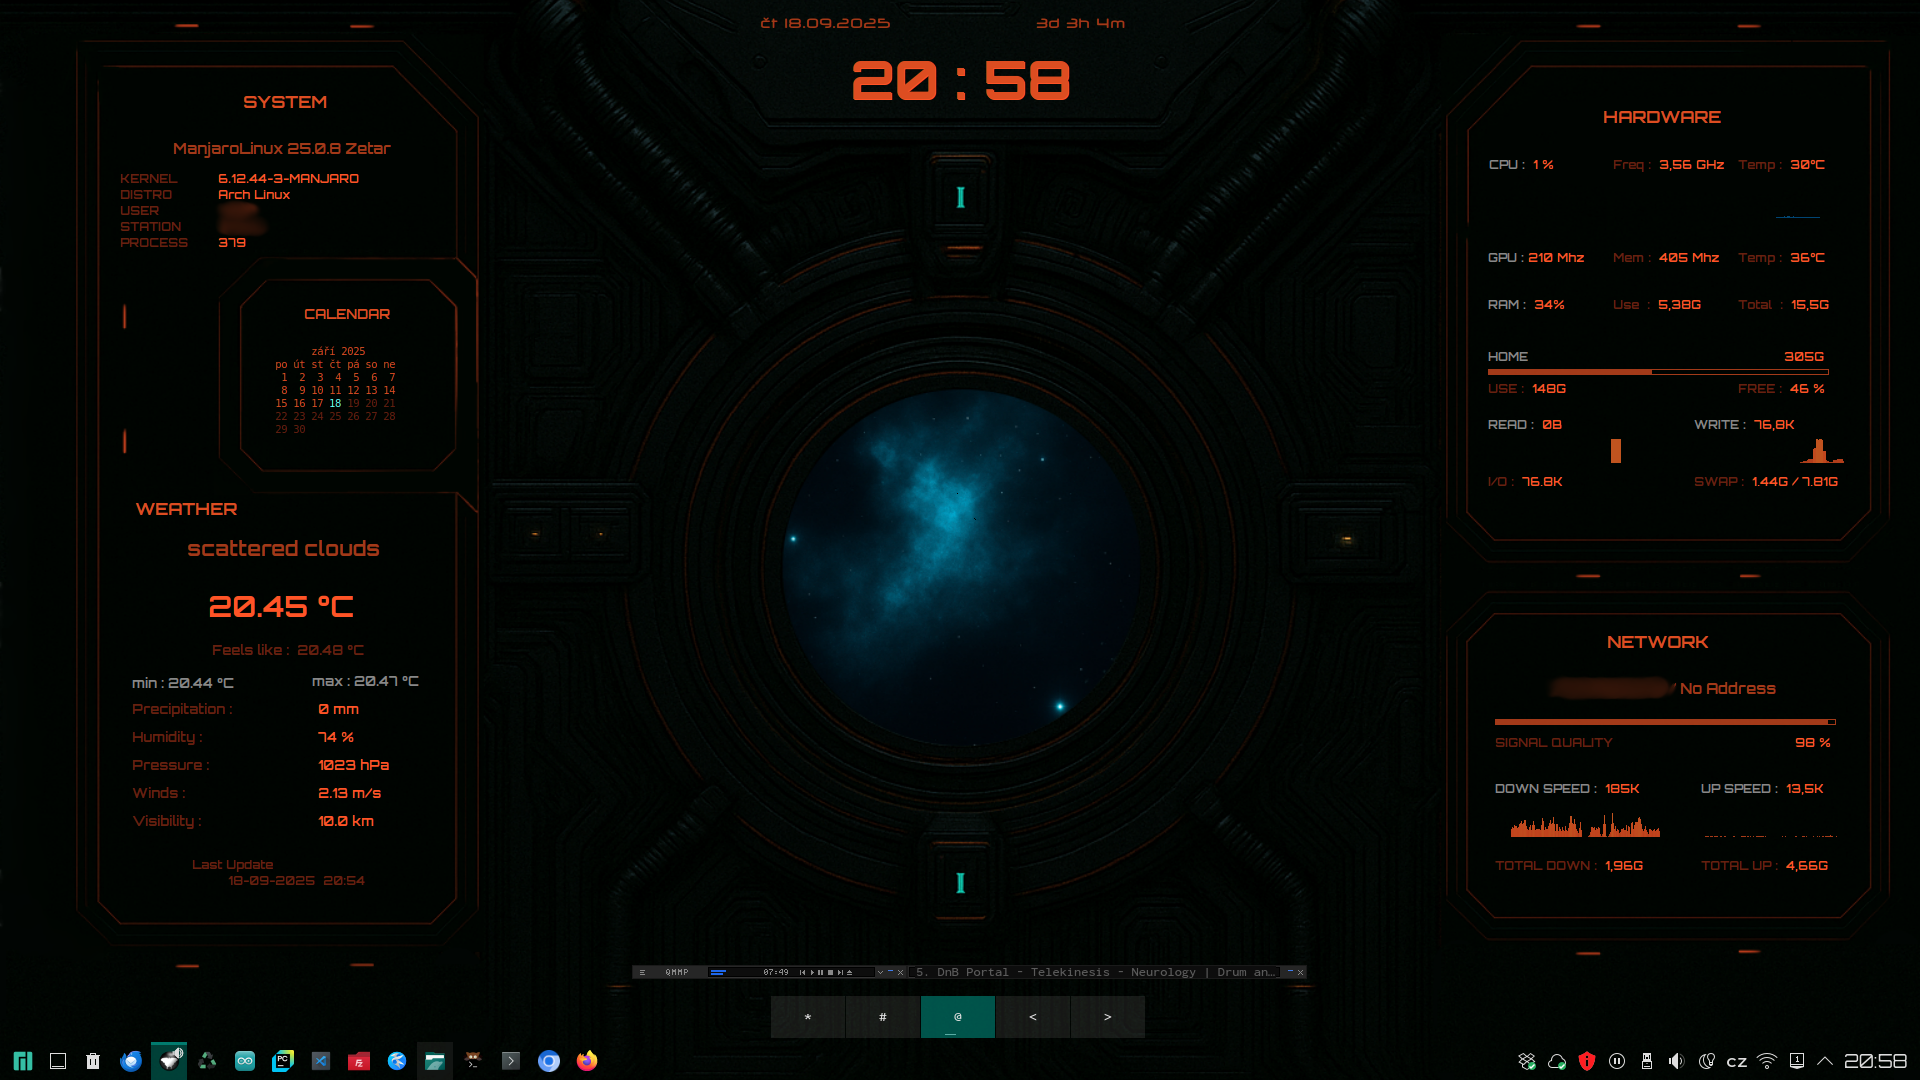 čt 18.09.2025
3d 3h 4m
20 : 58
SYSTEM
ManjaroLinux 25.0.8 Zetar
KERNEL 6.12.44-3-MANJARO
DISTRO Arch Linux
USER
STATION
PROCESS 379
CALENDAR
září 2025
po út st čt pá so ne
1 2 3 4 5 6 7
8 9 10 11 12 13 14
15 16 17 18 19 20 21
22 23 24 25 26 27 28
29 30
WEATHER
scattered clouds
20.45 °C
Feels like : 20.48 °C
min : 20.44 °C max : 20.47 °C
Precipitation : 0 mm
Humidity : 74 %
Pressure : 1023 hPa
Winds : 2.13 m/s
Visibility : 10.0 km
Last Update
18-09-2025 20:54
I
I
HARDWARE
CPU : 1 % Freq : 3,56 GHz Temp : 30°C
GPU : 210 Mhz Mem : 405 Mhz Temp : 36°C
RAM : 34% Use : 5,38G Total : 15,5G
HOME 305G
USE : 148G FREE : 46 %
READ : 0B WRITE : 76,8K
I/O : 76.8K SWAP : 1.44G / 7.81G
NETWORK
/ No Address
SIGNAL QUALITY 98 %
DOWN SPEED : 185K UP SPEED : 13,5K
TOTAL DOWN : 1,96G TOTAL UP : 4,66G
QMMP 07:49 5. DnB Portal - Telekinesis - Neurology | Drum an...
* # @ < >
PC
CZ
1
20:58